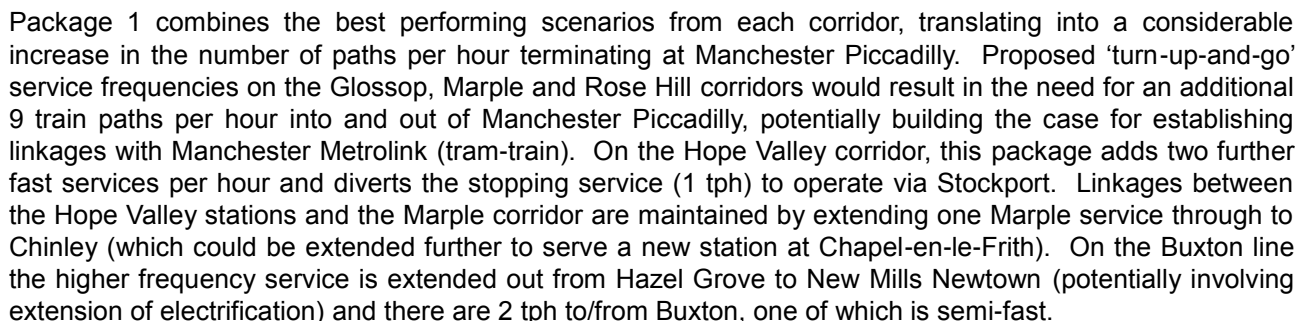 Package 1 combines the best performing scenarios from each corridor, translating into a considerable
increase in the number of paths per hour terminating at Manchester Piccadilly.  Proposed ‘turn-up-and-go’
service frequencies on the Glossop, Marple and Rose Hill corridors would result in the need for an additional
9 train paths per hour into and out of Manchester Piccadilly, potentially building the case for establishing
linkages with Manchester Metrolink (tram-train).  On the Hope Valley corridor, this package adds two further
fast services per hour and diverts the stopping service (1 tph) to operate via Stockport.  Linkages between
the Hope Valley stations and the Marple corridor are maintained by extending one Marple service through to
Chinley (which could be extended further to serve a new station at Chapel-en-le-Frith).  On the Buxton line
the higher frequency service is extended out from Hazel Grove to New Mills Newtown (potentially involving
extension of electrification) and there are 2 tph to/from Buxton, one of which is semi-fast.